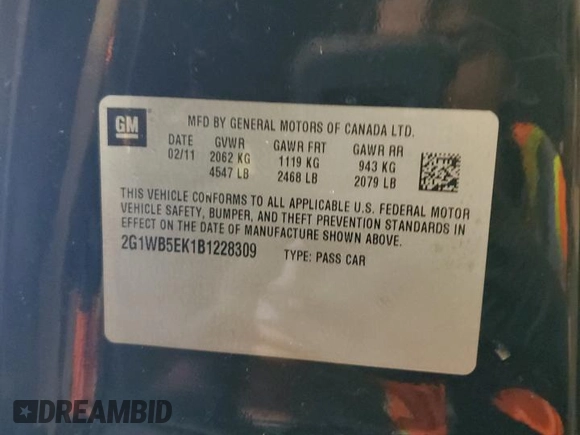 GM
MFD BY GENERAL MOTORS OF CANADA LTD.
DATE GVWR GAWR FRT GAWR RR
02/11 2062 KG 1119 KG 943 KG
4547 LB 2468 LB 2079 LB
THIS VEHICLE CONFORMS TO ALL APPLICABLE U.S. FEDERAL MOTOR
VEHICLE SAFETY, BUMPER, AND THEFT PREVENTION STANDARDS IN
EFFECT ON THE DATE OF MANUFACTURE SHOWN ABOVE.
2G1WB5EK1B1228309
TYPE: PASS CAR
DREAMBID